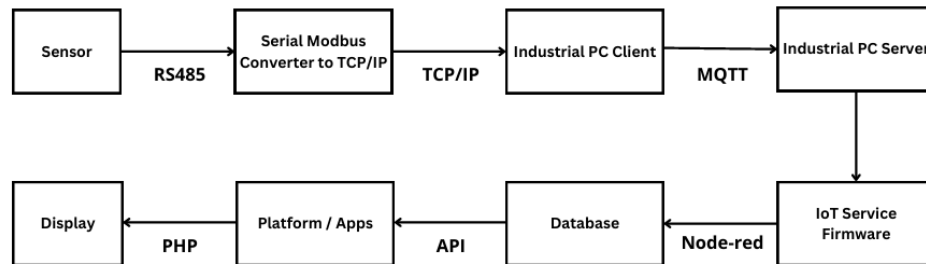 Sensor
Serial Modbus
Converter to TCP/IP
Industrial PC Client
Industrial PC Server
RS485
TCP/IP
MQTT
Display
Platform / Apps
Database
IoT Service
Firmware
PHP
API
Node-red